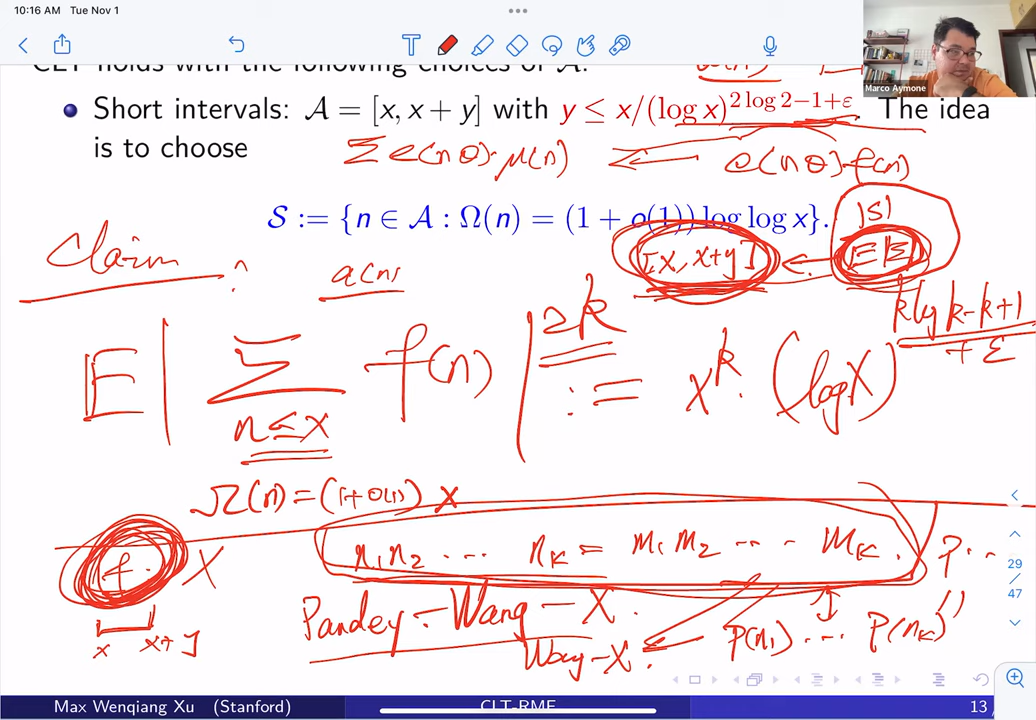 10:16 AM Tue Nov 1
Marco Aymone
CLT holds with the following choices of A:
Short intervals: A = [x, x + y] with y ≤ x/(log x)^{2 log 2−1+ε}. The idea
is to choose
Σ e(nθ)·μ(n) ← e(nθ)·f(n)
S := {n ∈ A : Ω(n) = (1 + o(1)) log log x}.
|S|
Claim: a(n) [x, x+y] ←
E| Σ_{n≤x} f(n) |^{2k} := x^k · (log x)^{k log k-k+1+ε}
Ω(n) = (1+o(1)) X
f · X
n₁n₂ ··· n_k = m₁m₂ ··· m_k. P ···
x x+y
Pandey - Wang - X.
Wang-X. P(n₁) ··· P(n_k)
29
/
47
Max Wenqiang Xu (Stanford)
CLT-RMF
13